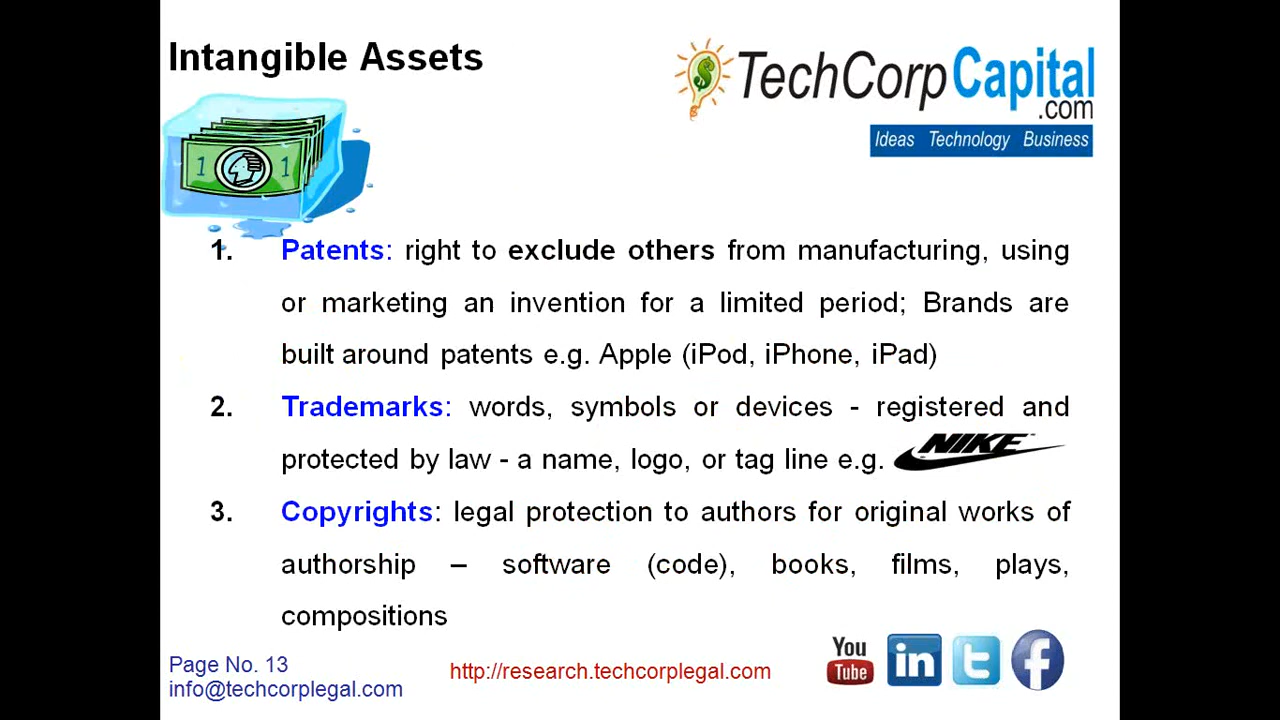 Intangible Assets
TechCorpCapital
.com
Ideas Technology Business
1 1
1. Patents: right to exclude others from manufacturing, using
or marketing an invention for a limited period; Brands are
built around patents e.g. Apple (iPod, iPhone, iPad)
2. Trademarks: words, symbols or devices - registered and
protected by law - a name, logo, or tag line e.g. NIKE
3. Copyrights: legal protection to authors for original works of
authorship – software (code), books, films, plays,
compositions
Page No. 13
info@techcorplegal.com
http://research.techcorplegal.com
You
Tube
in
t
f